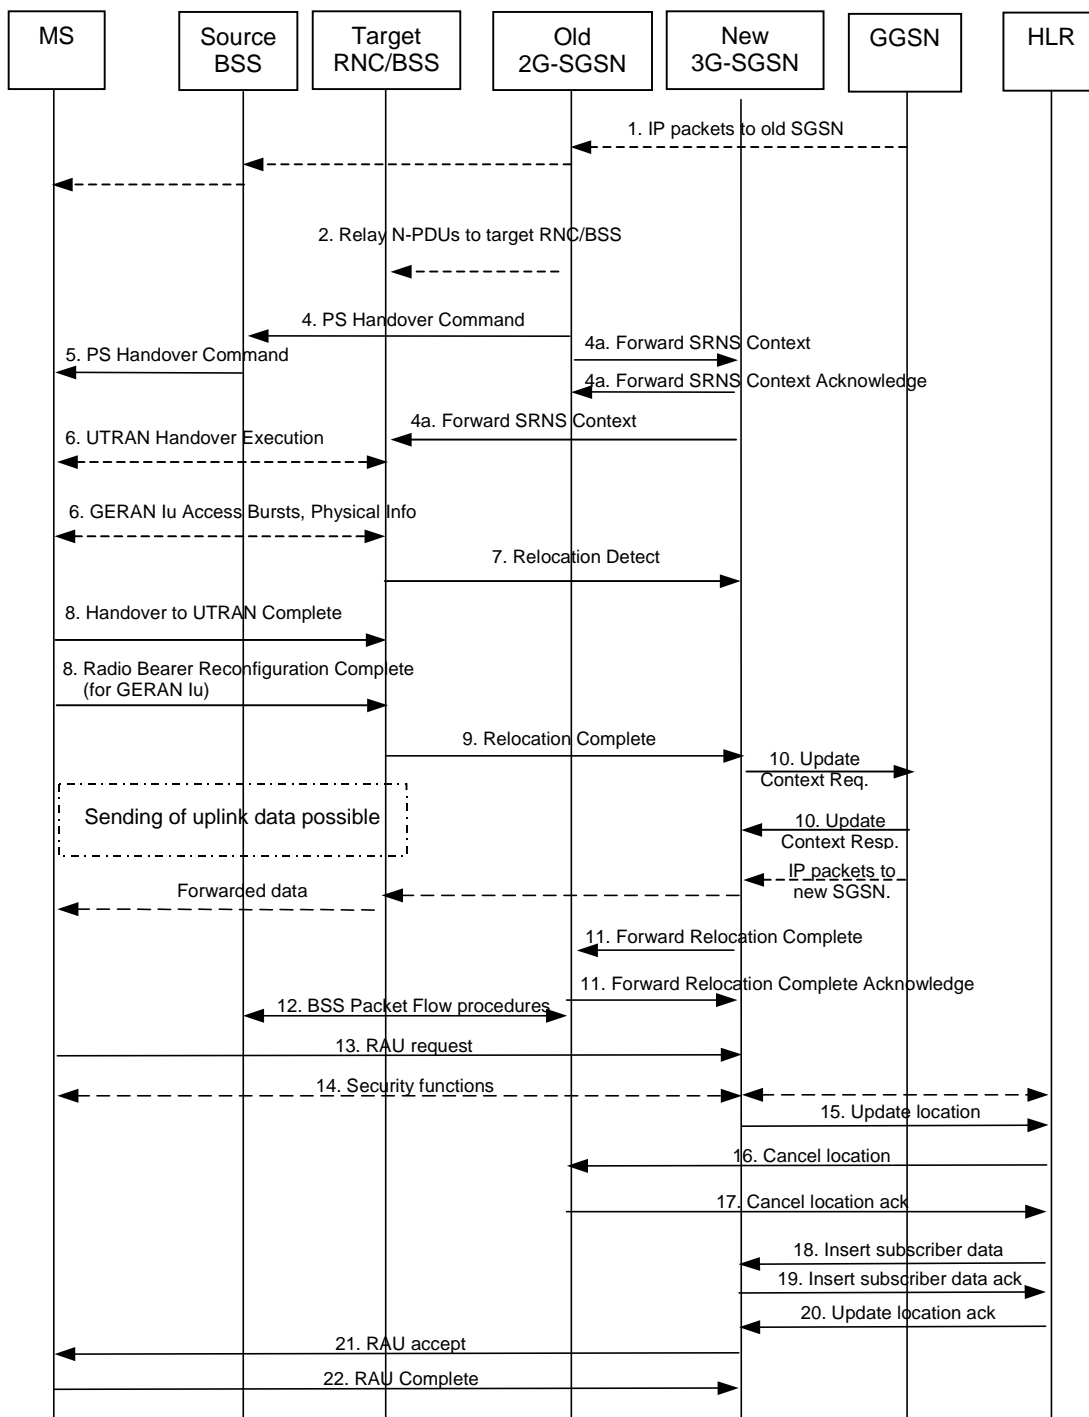 MS
Source
BSS
Target
RNC/BSS
Old
2G-SGSN
New
3G-SGSN
GGSN
HLR
1. IP packets to old SGSN
2. Relay N-PDUs to target RNC/BSS
4. PS Handover Command
4a. Forward SRNS Context
5. PS Handover Command
4a. Forward SRNS Context Acknowledge
4a. Forward SRNS Context
6. UTRAN Handover Execution
6. GERAN Iu Access Bursts, Physical Info
7. Relocation Detect
8. Handover to UTRAN Complete
8. Radio Bearer Reconfiguration Complete
(for GERAN Iu)
9. Relocation Complete
10. Update
Context Req.
Sending of uplink data possible
10. Update
Context Resp.
IP packets to
new SGSN.
Forwarded data
11. Forward Relocation Complete
11. Forward Relocation Complete Acknowledge
12. BSS Packet Flow procedures
13. RAU request
14. Security functions
15. Update location
16. Cancel location
17. Cancel location ack
18. Insert subscriber data
19. Insert subscriber data ack
20. Update location ack
21. RAU accept
22. RAU Complete